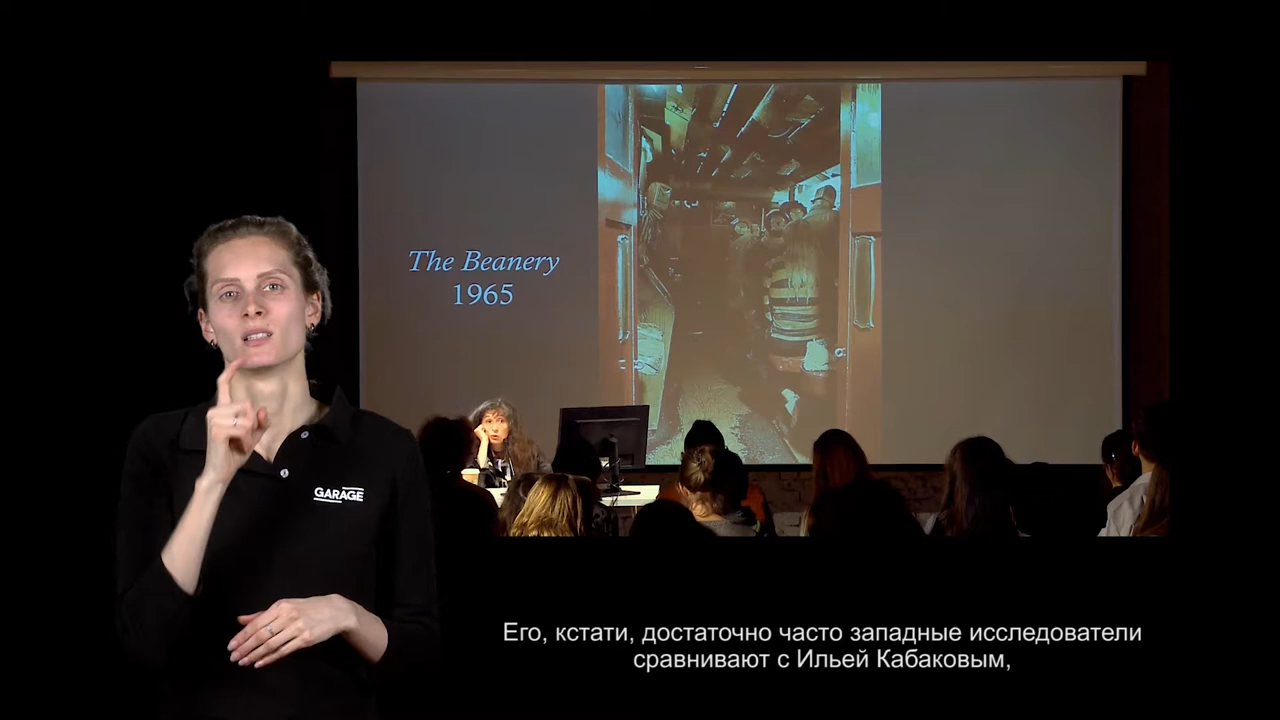 The Beanery
1965
GARAGE
Его, кстати, достаточно часто западные исследователи
сравнивают с Ильей Кабаковым,